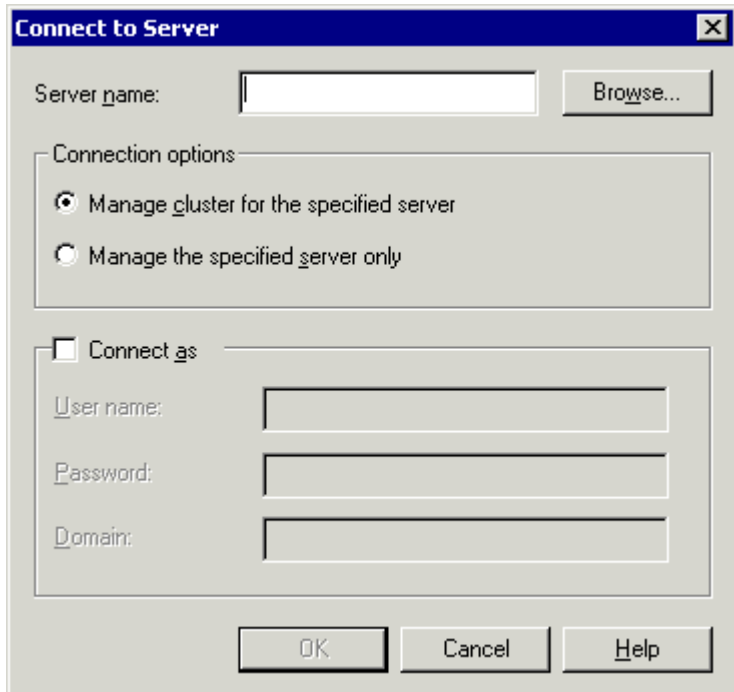 Connect to Server
Server name:
Browse...
Connection options
Manage cluster for the specified server
Manage the specified server only
Connect as
User name:
Password:
Domain:
OK Cancel Help